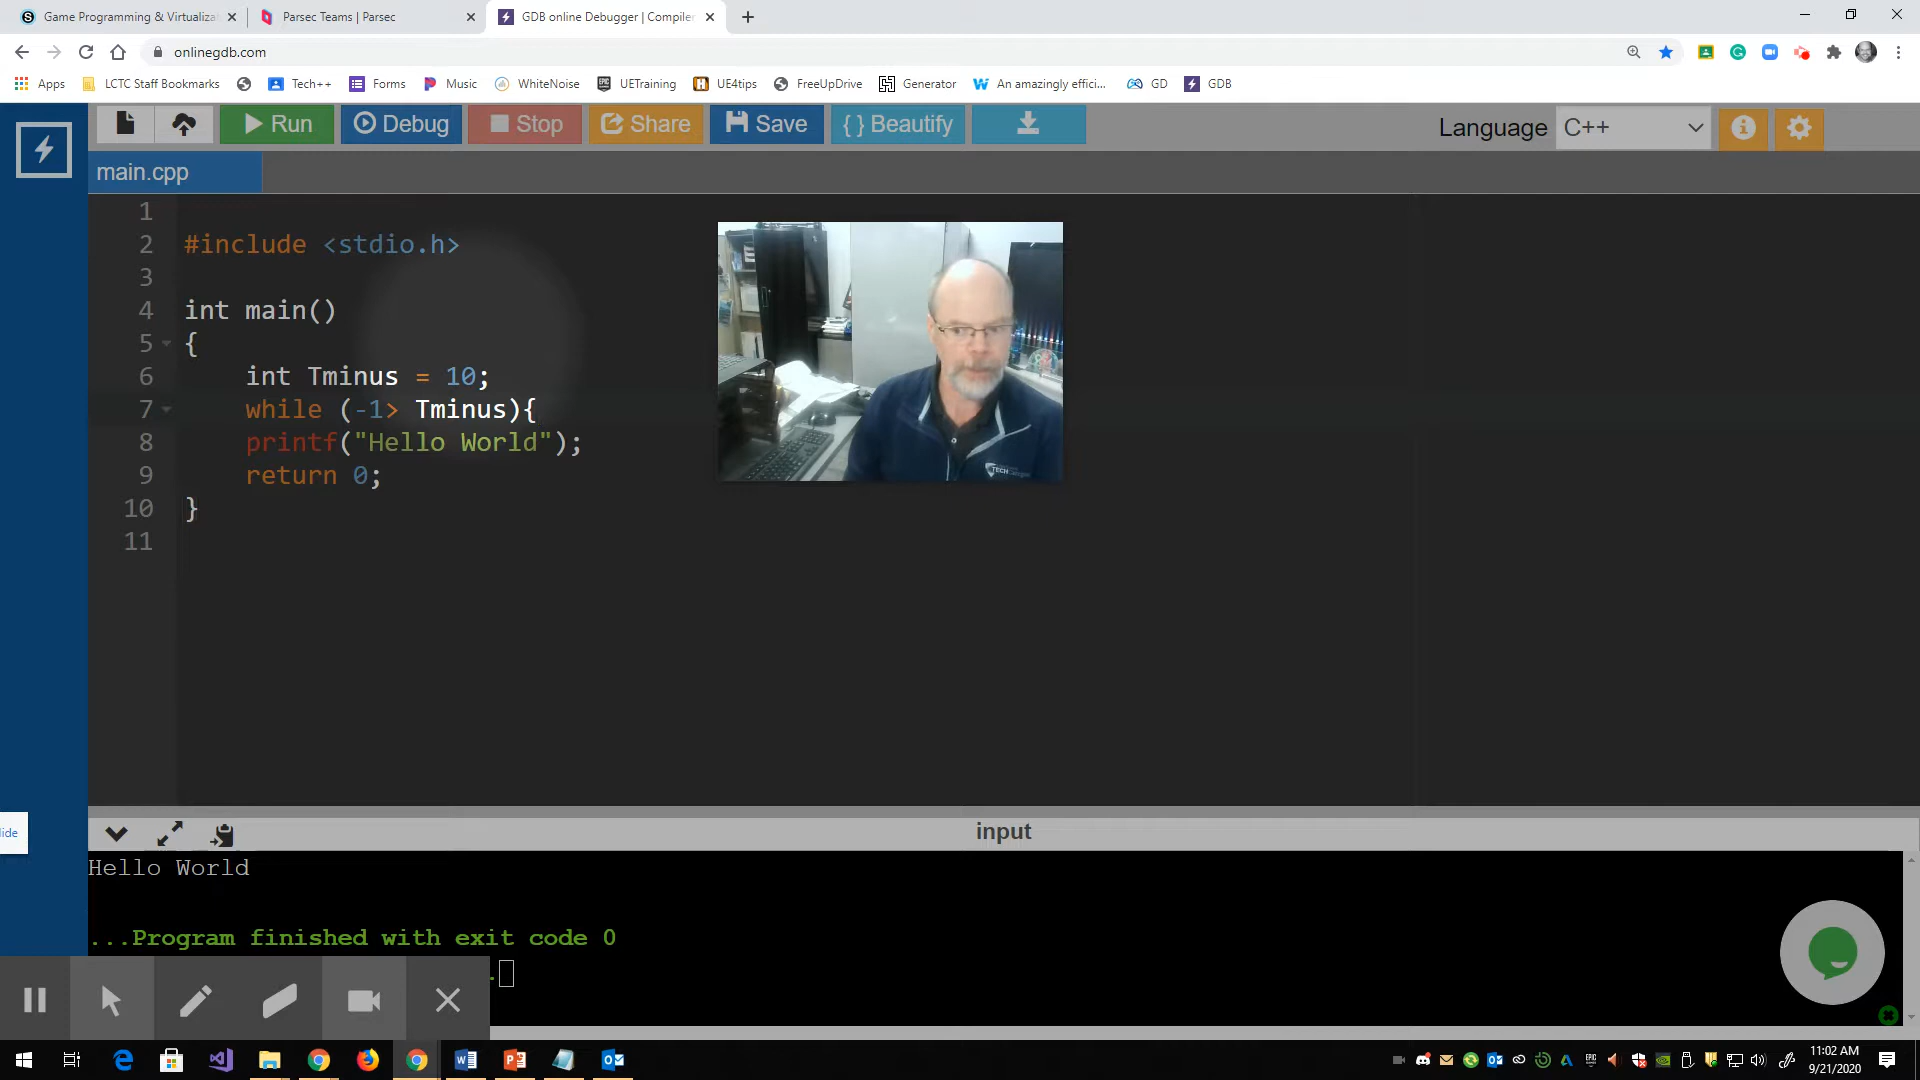 Game Programming & Virtualizat
Parsec Teams | Parsec
GDB online Debugger | Compiler
onlinegdb.com
Apps
LCTC Staff Bookmarks
Tech++
Forms
Music
WhiteNoise
UETraining
UE4tips
FreeUpDrive
Generator
An amazingly effici...
GD
GDB
Run
Debug
Stop
Share
Save
{ } Beautify
Language
C++
main.cpp
1
2 #include <stdio.h>
3
4 int main()
5 {
6 int Tminus = 10;
7 while (-1> Tminus){
8 printf("Hello World");
9 return 0;
10 }
11
TECH
ide
input
Hello World
...Program finished with exit code 0
.
11:02 AM
9/21/2020